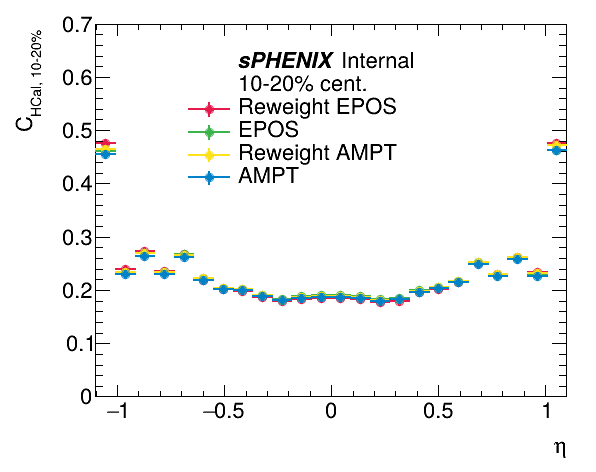 C_HCal, 10-20%
0.7
0.6
0.5
0.4
0.3
0.2
0.1
0
sPHENIX Internal
10-20% cent.
Reweight EPOS
EPOS
Reweight AMPT
AMPT
−1 −0.5 0 0.5 1
η